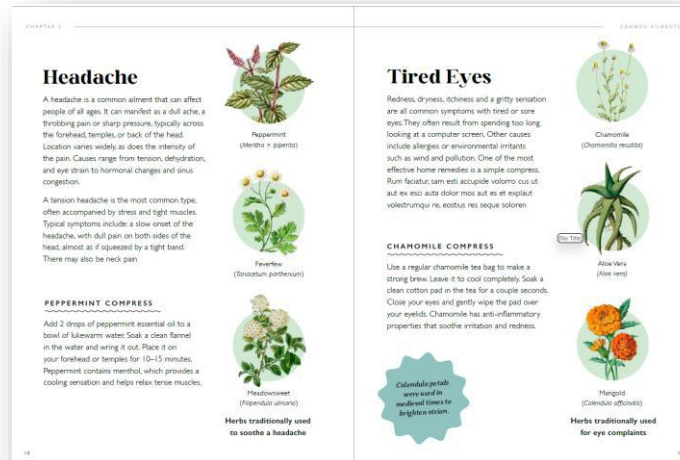 CHAPTER 2
COMMON AILMENTS
Headache
A headache is a common ailment that can affect
people of all ages. It can manifest as a dull ache, a
throbbing pain or sharp pressure, typically across
the forehead, temples, or back of the head.
Location varies widely, as does the intensity of
the pain. Causes range from tension, dehydration,
and eye strain to hormonal changes and sinus
congestion.
A tension headache is the most common type,
often accompanied by stress and tight muscles.
Typical symptoms include: a slow onset of the
headache, with dull pain on both sides of the
head, almost as if squeezed by a tight band.
There may also be neck pain
PEPPERMINT COMPRESS
Add 2 drops of peppermint essential oil to a
bowl of lukewarm water. Soak a clean flannel
in the water and wring it out. Place it on
your forehead or temples for 10–15 minutes.
Peppermint contains menthol, which provides a
cooling sensation and helps relax tense muscles.
Peppermint
(Mentha × piperita)
Feverfew
(Tanacetum parthenium)
Meadowsweet
(Filipendula ulmaria)
Herbs traditionally used
to soothe a headache
18
Tired Eyes
Redness, dryness, itchiness and a gritty sensation
are all common symptoms with tired or sore
eyes. They often result from spending too long
looking at a computer screen. Other causes
include allergies or environmental irritants
such as wind and pollution. One of the most
effective home remedies is a simple compress.
Rum faciatur, sam esti accupide volorro cus ut
aut ex esci auta dolor mos aut es et explaut
volestrumqui re, eostius res seque soloren
CHAMOMILE COMPRESS
Use a regular chamomile tea bag to make a
strong brew. Leave it to cool completely. Soak a
clean cotton pad in the tea for a couple seconds.
Close your eyes and gently wipe the pad over
your eyelids. Chamomile has anti-inflammatory
properties that soothe irritation and redness.
Calendula petals
were used in
medieval times to
brighten vision.
Chamomile
(Chamomilla recutita)
No Title
Aloe Vera
(Aloe vera)
Marigold
(Calendula officinalis)
Herbs traditionally used
for eye complaints